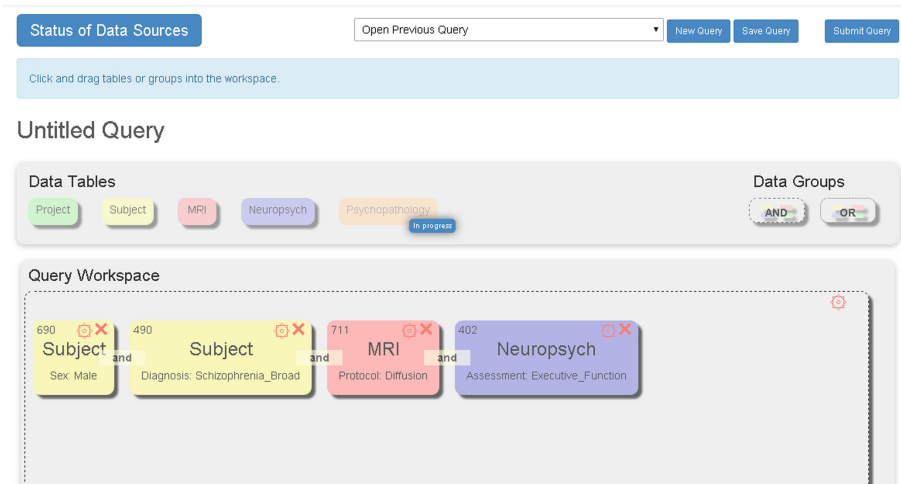 Status of Data Sources
Open Previous Query
New Query
Save Query
Submit Query
Click and drag tables or groups into the workspace.
Untitled Query
Data Tables
Data Groups
Project
Subject
MRI
Neuropsych
Psychopathology
In progress
AND
OR
Query Workspace
690
Subject
Sex: Male
and
490
Subject
Diagnosis: Schizophrenia_Broad
and
711
MRI
Protocol: Diffusion
and
402
Neuropsych
Assessment: Executive_Function